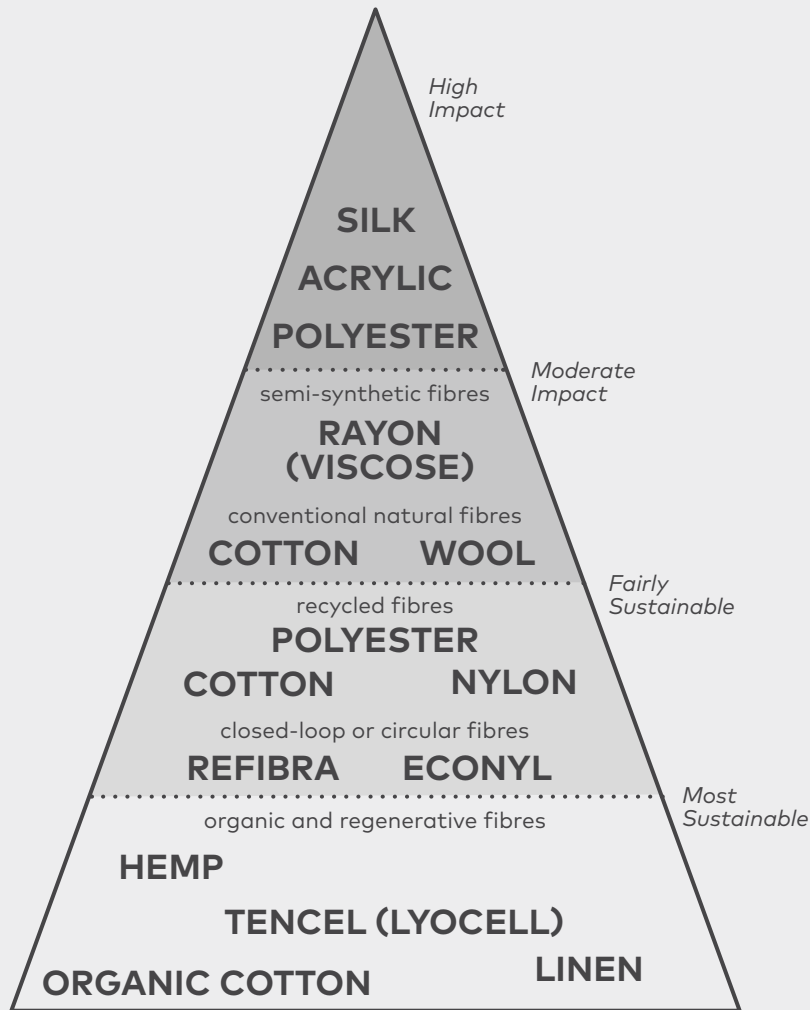 High
Impact
SILK
ACRYLIC
POLYESTER
Moderate
Impact
semi-synthetic fibres
RAYON
(VISCOSE)
conventional natural fibres
COTTON WOOL
Fairly
Sustainable
recycled fibres
POLYESTER
COTTON NYLON
closed-loop or circular fibres
REFIBRA ECONYL
Most
Sustainable
organic and regenerative fibres
HEMP
TENCEL (LYOCELL)
LINEN
ORGANIC COTTON